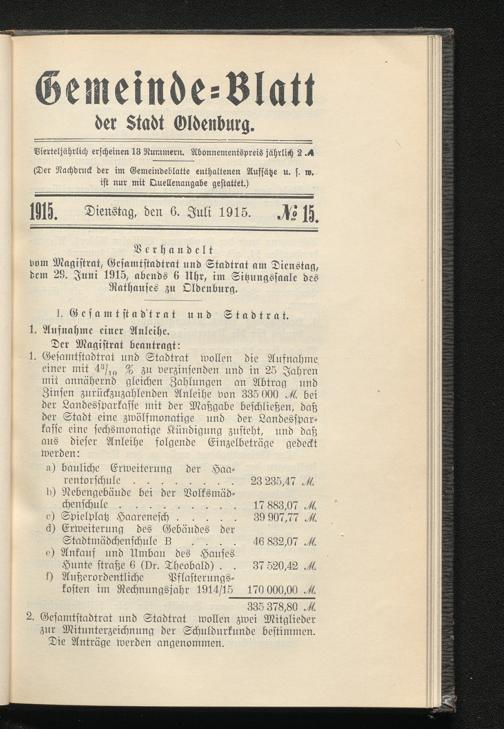 Gemeinde-Blatt
der Stadt Oldenburg.
Vierteljährlich erscheinen 13 Nummern. Abonnementspreis jährlich 2 ℳ
(Der Nachdruck der im Gemeindeblatte enthaltenen Aufsätze u. s. w.
ist nur mit Quellenangabe gestattet.)
1915. Dienstag, den 6. Juli 1915. № 15.
Verhandelt
vom Magistrat, Gesamtstadtrat und Stadtrat am Dienstag,
dem 29. Juni 1915, abends 6 Uhr, im Sitzungssaale des
Rathauses zu Oldenburg.
I. Gesamtstadtrat und Stadtrat.
1. Aufnahme einer Anleihe.
Der Magistrat beantragt:
1. Gesamtstadtrat und Stadtrat wollen die Aufnahme
einer mit 4³/₁₀ % zu verzinsenden und in 25 Jahren
mit annähernd gleichen Zahlungen an Abtrag und
Zinsen zurückzuzahlenden Anleihe von 335 000 ℳ bei
der Landessparkasse mit der Maßgabe beschließen, daß
der Stadt eine zwölfmonatige und der Landesspar-
kasse eine sechsmonatige Kündigung zusteht, und daß
aus dieser Anleihe folgende Einzelbeträge gedeckt
werden:
a) bauliche Erweiterung der Haa-
rentorschule . . . . . . . 23 235,47 ℳ
b) Nebengebäude bei der Volksmäd-
chenschule . . . . . . . . 17 883,07 ℳ
c) Spielplatz Haarenesch . . . . . 39 907,77 ℳ
d) Erweiterung des Gebäudes der
Stadtmädchenschule B . . . . 46 832,07 ℳ
e) Ankauf und Umbau des Hauses
Hunte straße 6 (Dr. Theobald) . . 37 520,42 ℳ
f) Außerordentliche Pflasterungs-
kosten im Rechnungsjahr 1914/15 170 000,00 ℳ
335 378,80 ℳ
2. Gesamtstadtrat und Stadtrat wollen zwei Mitglieder
zur Mitunterzeichnung der Schuldurkunde bestimmen.
Die Anträge werden angenommen.